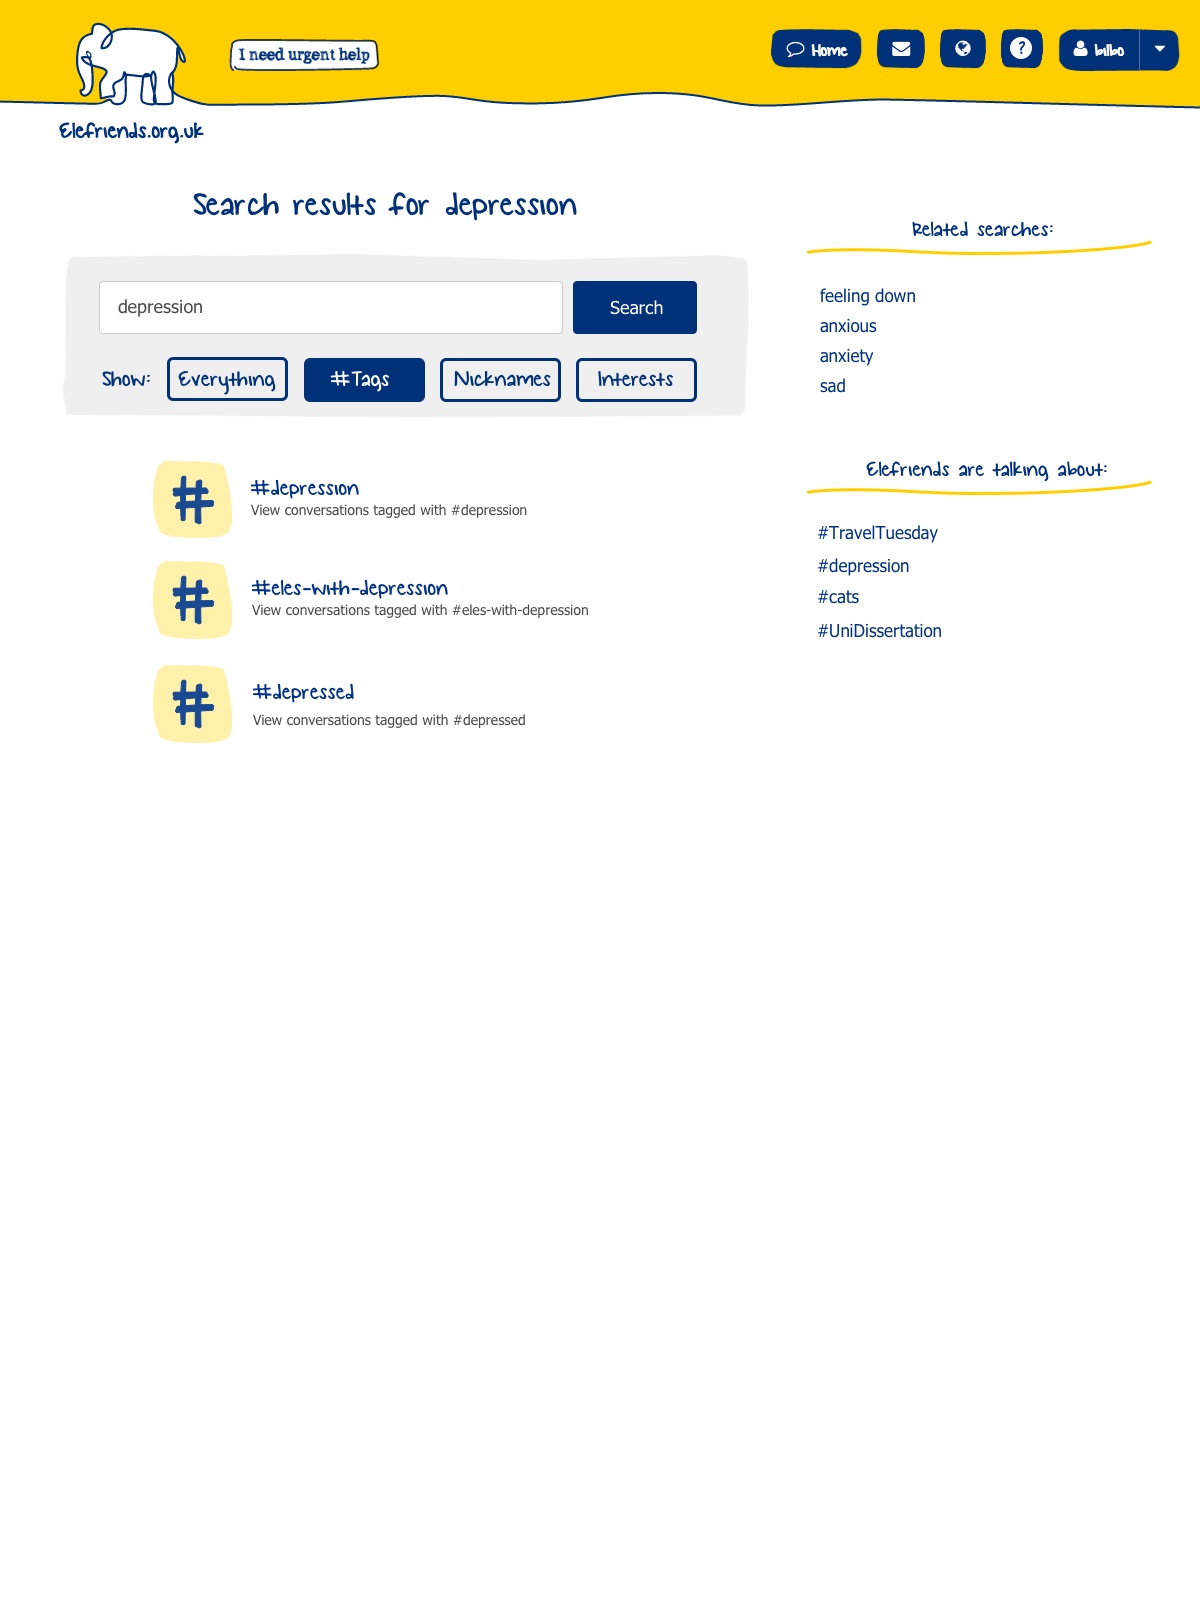 I need urgent help
Home
?
bilbo
Elefriends.org.uk
Search results for depression
depression
Search
Show:
Everything
#Tags
Nicknames
Interests
#depression
View conversations tagged with #depression
#eles-with-depression
View conversations tagged with #eles-with-depression
#depressed
View conversations tagged with #depressed
Related searches:
feeling down
anxious
anxiety
sad
Elefriends are talking about:
#TravelTuesday
#depression
#cats
#UniDissertation